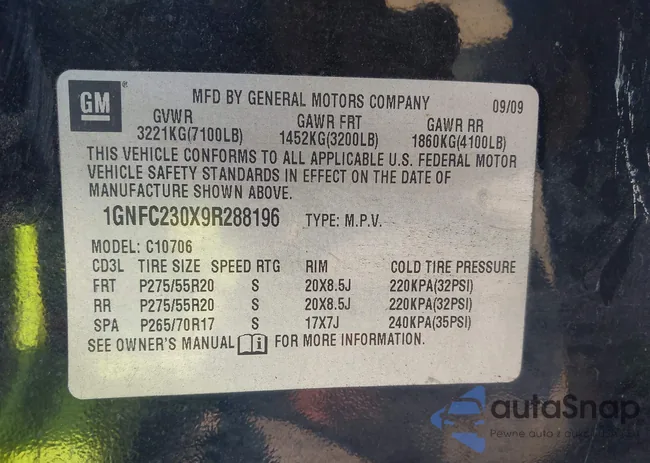 GM ®
MFD BY GENERAL MOTORS COMPANY 09/09
GVWR GAWR FRT GAWR RR
3221KG(7100LB) 1452KG(3200LB) 1860KG(4100LB)
THIS VEHICLE CONFORMS TO ALL APPLICABLE U.S. FEDERAL MOTOR
VEHICLE SAFETY STANDARDS IN EFFECT ON THE DATE OF
MANUFACTURE SHOWN ABOVE.
1GNFC230X9R288196 TYPE: M.P.V.
MODEL: C10706
CD3L TIRE SIZE SPEED RTG RIM COLD TIRE PRESSURE
FRT P275/55R20 S 20X8.5J 220KPA(32PSI)
RR P275/55R20 S 20X8.5J 220KPA(32PSI)
SPA P265/70R17 S 17X7J 240KPA(35PSI)
SEE OWNER'S MANUAL i FOR MORE INFORMATION.
autaSnap
Pewne auto z